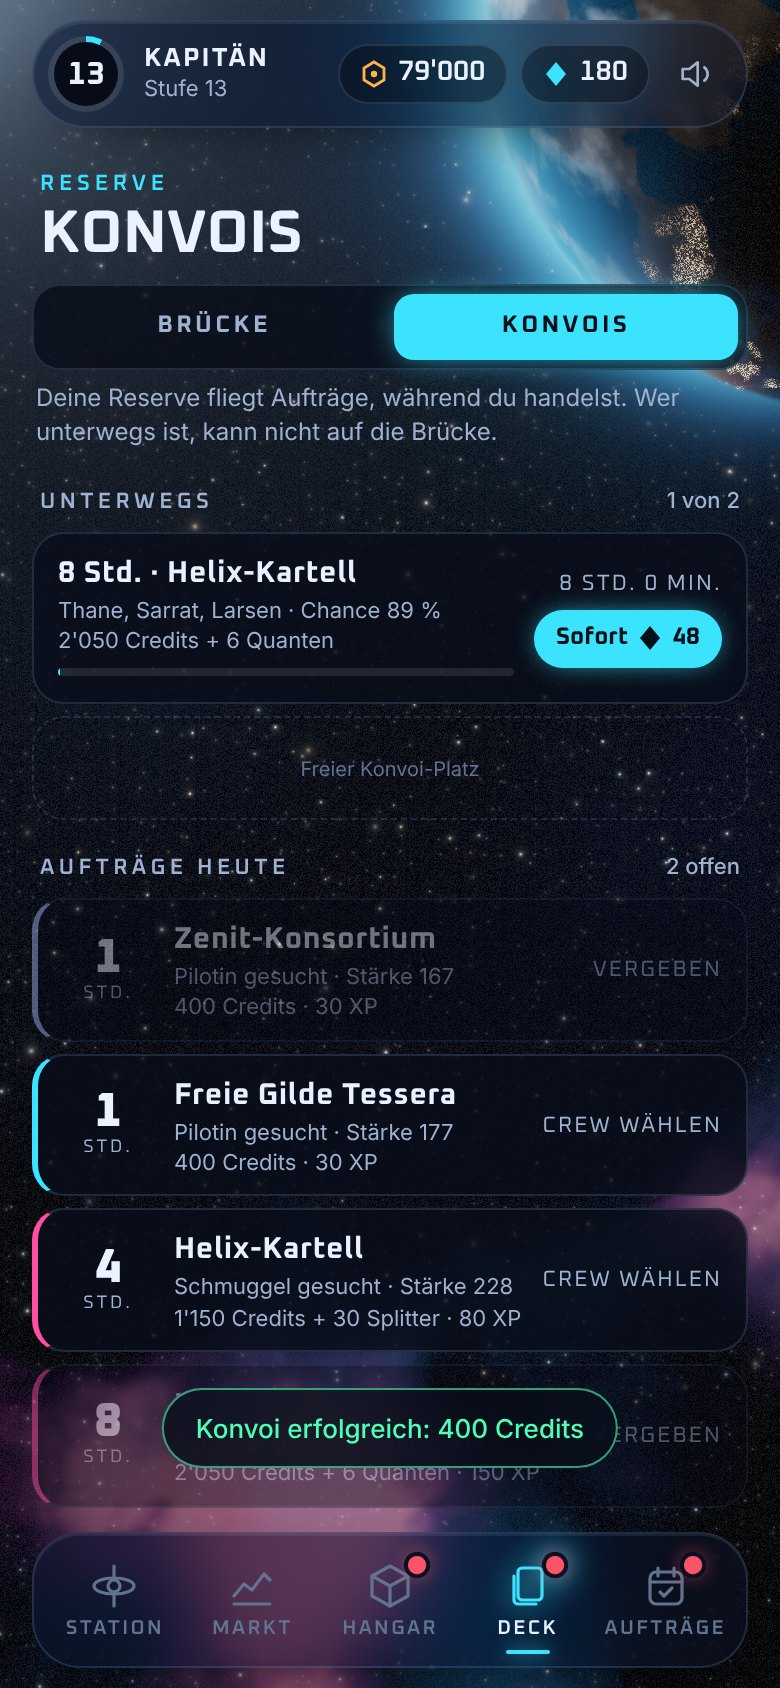 13
KAPITÄN
Stufe 13
79'000
180
RESERVE
KONVOIS
BRÜCKE
KONVOIS
Deine Reserve fliegt Aufträge, während du handelst. Wer
unterwegs ist, kann nicht auf die Brücke.
UNTERWEGS
1 von 2
8 Std. · Helix-Kartell
Thane, Sarrat, Larsen · Chance 89 %
2'050 Credits + 6 Quanten
8 STD. 0 MIN.
Sofort 48
Freier Konvoi-Platz
AUFTRÄGE HEUTE
2 offen
1
STD.
Zenit-Konsortium
Pilotin gesucht · Stärke 167
400 Credits · 30 XP
VERGEBEN
1
STD.
Freie Gilde Tessera
Pilotin gesucht · Stärke 177
400 Credits · 30 XP
CREW WÄHLEN
4
STD.
Helix-Kartell
Schmuggel gesucht · Stärke 228
1'150 Credits + 30 Splitter · 80 XP
CREW WÄHLEN
8
STD.
Konvoi erfolgreich: 400 Credits
2'050 Credits + 6 Quanten · 150 XP
STATION
MARKT
HANGAR
DECK
AUFTRÄGE